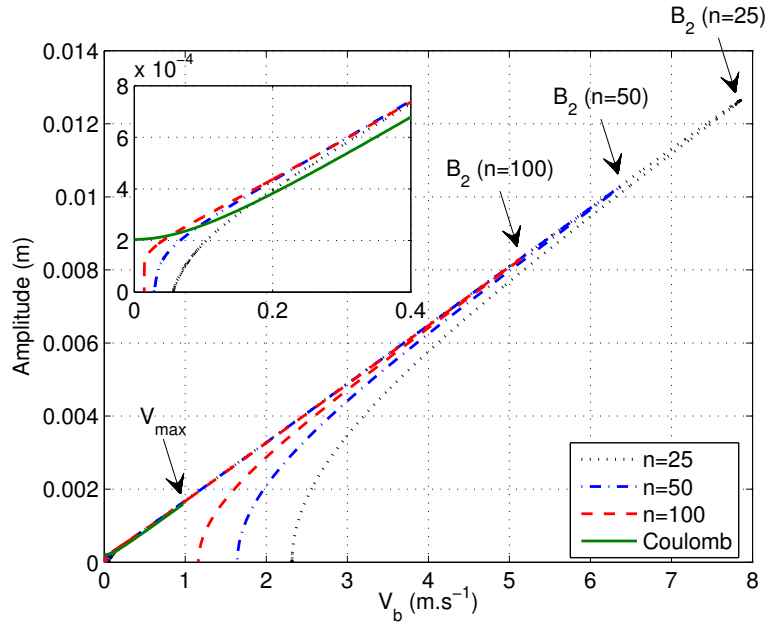 B₂ (n=25)
B₂ (n=50)
B₂ (n=100)
V_max
x 10⁻⁴
8
6
4
2
0
0 0.2 0.4
0.014
0.012
0.01
0.008
0.006
0.004
0.002
0
0 1 2 3 4 5 6 7 8
Amplitude (m)
V_b (m.s⁻¹)
n=25
n=50
n=100
Coulomb